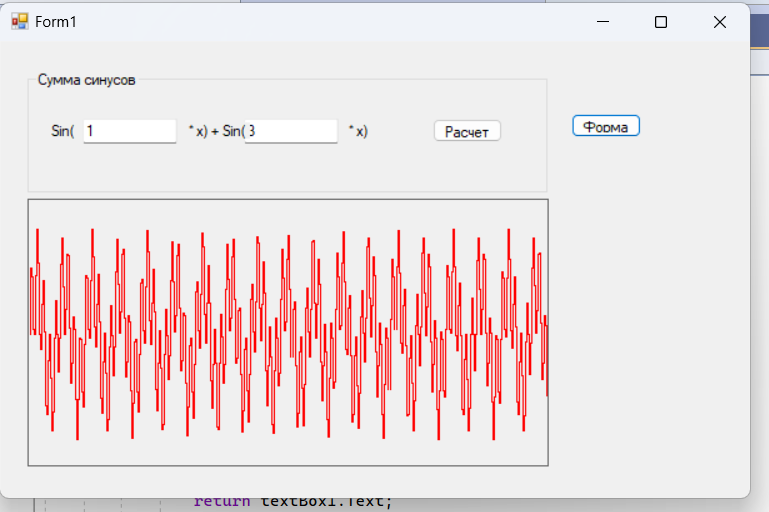 Form1
Сумма синусов
Sin( 1 * x) + Sin( 3 * x) Расчет
Форма
return textBox1.Text;